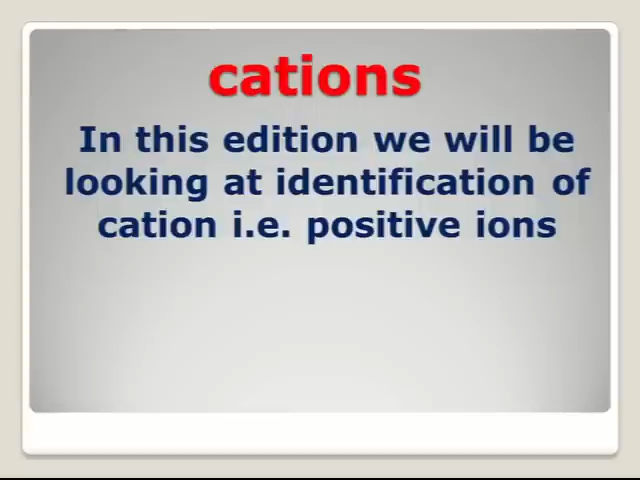 cations
In this edition we will be
looking at identification of
cation i.e. positive ions